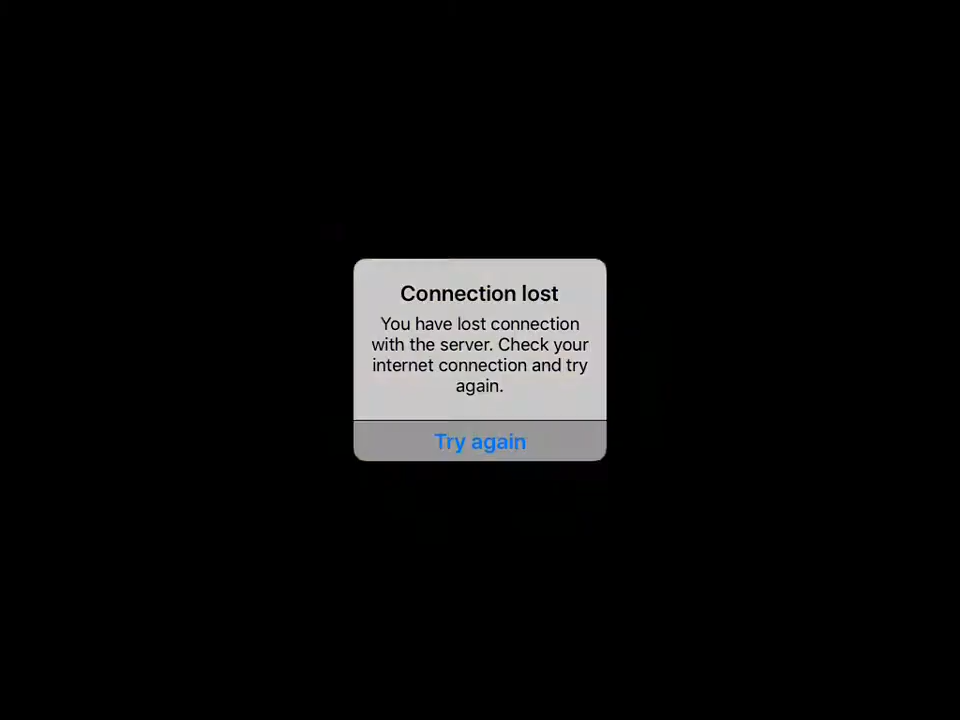 Connection lost
You have lost connection
with the server. Check your
internet connection and try
again.
Try again